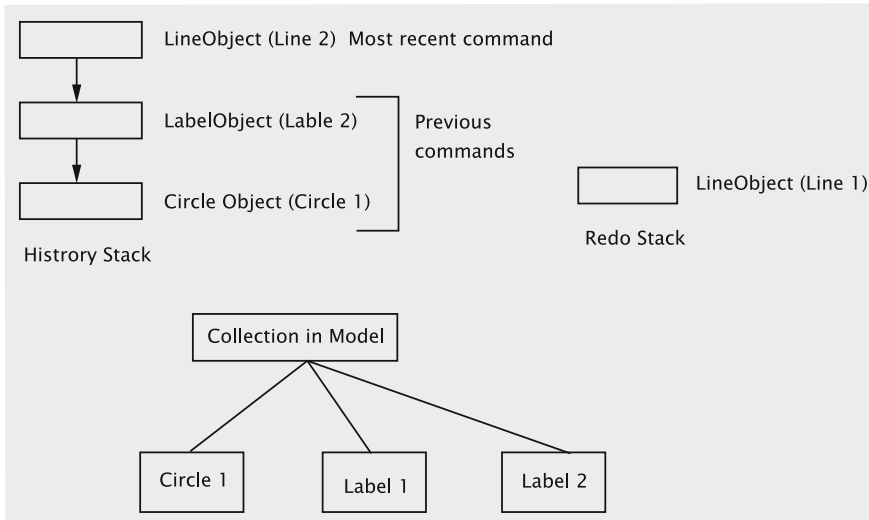 LineObject (Line 2) Most recent command
LabelObject (Lable 2)
Previous
commands
Circle Object (Circle 1)
Histrory Stack
LineObject (Line 1)
Redo Stack
Collection in Model
Circle 1
Label 1
Label 2